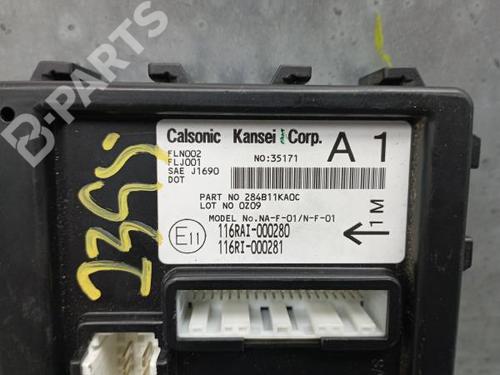 B-PARTS
Calsonic Kansei Corp.
A 1
FLN002
FLJ001
SAE J1690
DOT
NO:35171
PART NO 284B11KA0C
LOT NO 0Z09
MODEL No.NA-F-01/N-F-01
E11
116RAI-000280
116RI-000281
1M